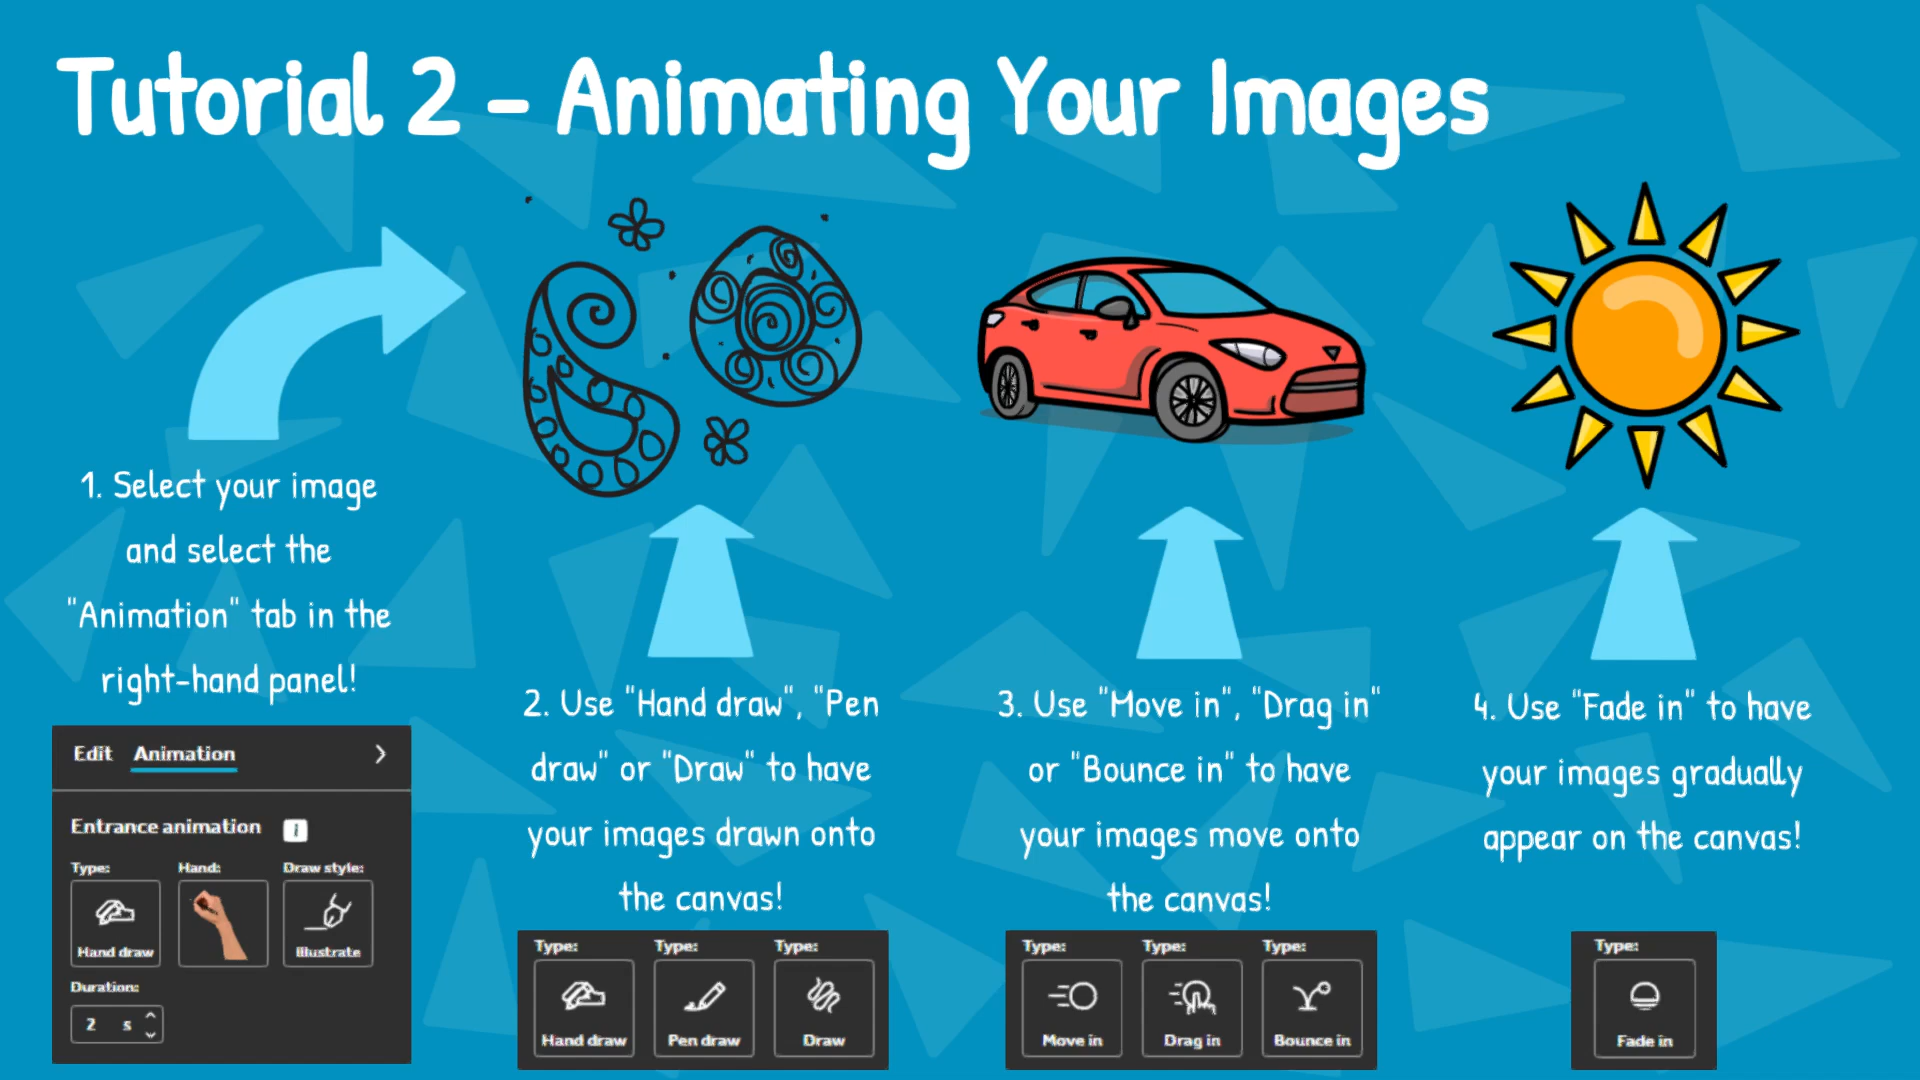 Tutorial 2 - Animating Your Images
1. Select your image
and select the
"Animation" tab in the
right-hand panel!
Edit Animation
Entrance animation i
Type: Hand: Draw style:
Hand draw Illustrate
Duration:
2 s
2. Use "Hand draw", "Pen
draw" or "Draw" to have
your images drawn onto
the canvas!
Type: Type: Type:
Hand draw Pen draw Draw
3. Use "Move in", "Drag in"
or "Bounce in" to have
your images move onto
the canvas!
Type: Type: Type:
Move in Drag in Bounce in
4. Use "Fade in" to have
your images gradually
appear on the canvas!
Type:
Fade in